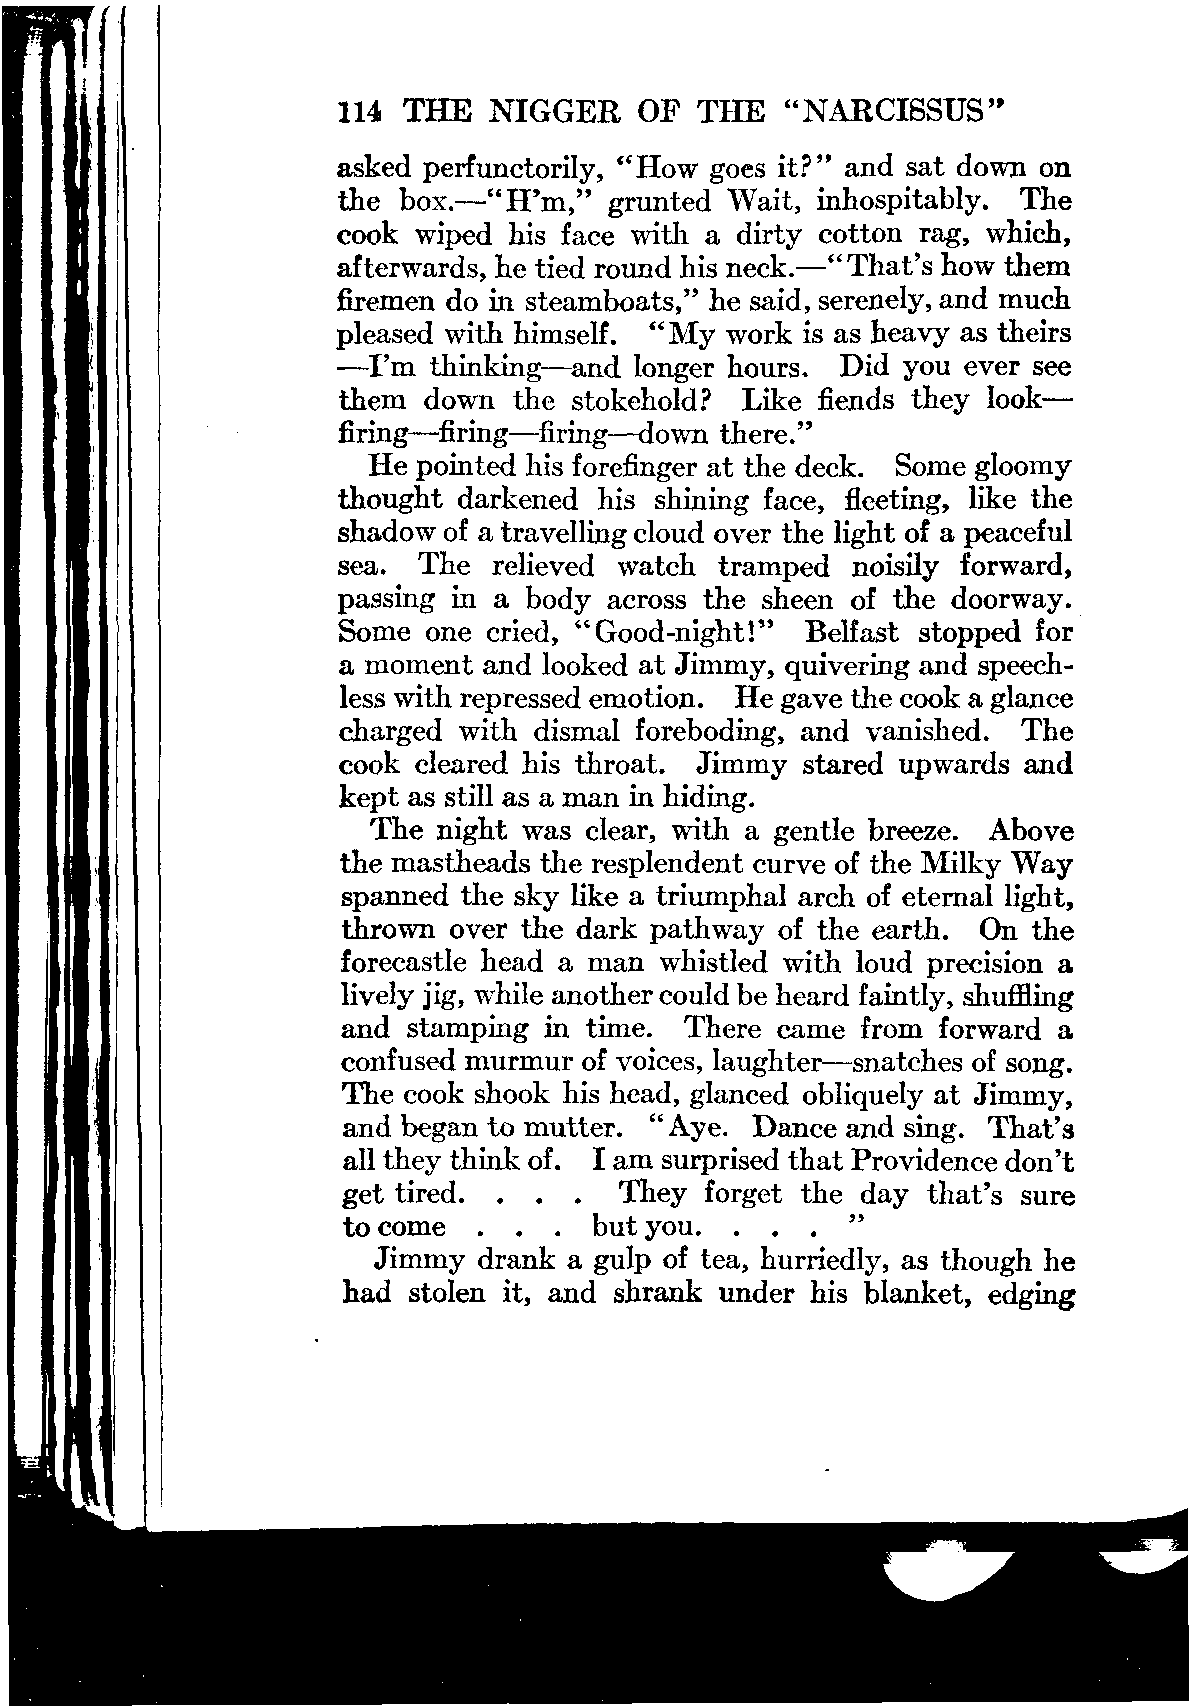 114 THE NIGGER OF THE “NARCISSUS”
asked perfunctorily, “How goes it?” and sat down on
the box.—“H’m,” grunted Wait, inhospitably. The
cook wiped his face with a dirty cotton rag, which,
afterwards, he tied round his neck.—“That’s how them
firemen do in steamboats,” he said, serenely, and much
pleased with himself. “My work is as heavy as theirs
—I’m thinking—and longer hours. Did you ever see
them down the stokehold? Like fiends they look—
firing—firing—firing—down there.”
He pointed his forefinger at the deck. Some gloomy
thought darkened his shining face, fleeting, like the
shadow of a travelling cloud over the light of a peaceful
sea. The relieved watch tramped noisily forward,
passing in a body across the sheen of the doorway.
Some one cried, “Good-night!” Belfast stopped for
a moment and looked at Jimmy, quivering and speech-
less with repressed emotion. He gave the cook a glance
charged with dismal foreboding, and vanished. The
cook cleared his throat. Jimmy stared upwards and
kept as still as a man in hiding.
The night was clear, with a gentle breeze. Above
the mastheads the resplendent curve of the Milky Way
spanned the sky like a triumphal arch of eternal light,
thrown over the dark pathway of the earth. On the
forecastle head a man whistled with loud precision a
lively jig, while another could be heard faintly, shuffling
and stamping in time. There came from forward a
confused murmur of voices, laughter—snatches of song.
The cook shook his head, glanced obliquely at Jimmy,
and began to mutter. “Aye. Dance and sing. That’s
all they think of. I am surprised that Providence don’t
get tired. . . . They forget the day that’s sure
to come . . . but you. . . . ”
Jimmy drank a gulp of tea, hurriedly, as though he
had stolen it, and shrank under his blanket, edging